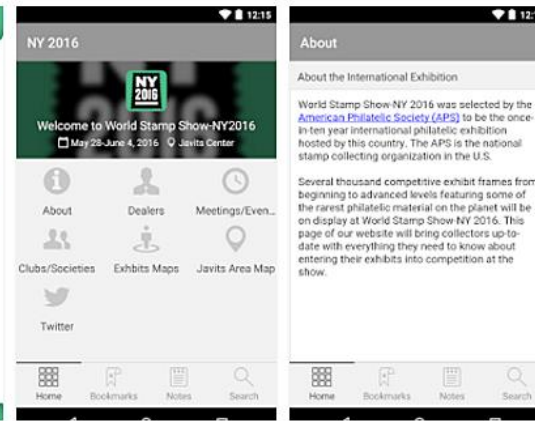 12:15
NY 2016
NY
2016
Welcome to World Stamp Show-NY2016
May 28-June 4, 2016 Javits Center
About Dealers Meetings/Even...
Clubs/Societies Exhbits Maps Javits Area Map
Twitter
Home Bookmarks Notes Search
12:1
About
About the International Exhibition
World Stamp Show-NY 2016 was selected by the
American Philatelic Society (APS) to be the once-
in-ten year international philatelic exhibition
hosted by this country. The APS is the national
stamp collecting organization in the U.S.
Several thousand competitive exhibit frames from
beginning to advanced levels featuring some of
the rarest philatelic material on the planet will be
on display at World Stamp Show-NY 2016. This
page of our website will bring collectors up-to-
date with everything they need to know about
entering their exhibits into competition at the
show.
Home Bookmarks Notes Search